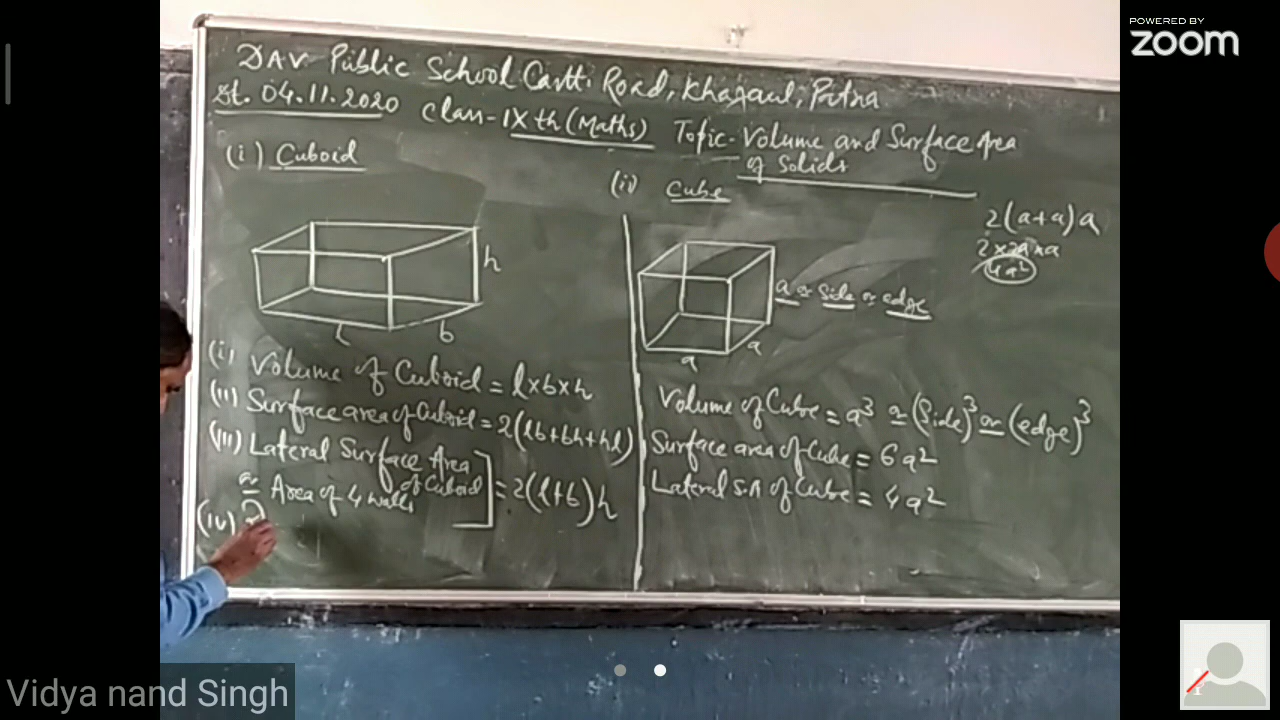 DAV Public School Cantt. Road, Khagaul, Patna
Dt. 04.11.2020 Class-IXth (Maths) Topic- Volume and Surface Area
of Solids
(i) Cuboid
h
l b
(i) Volume of Cuboid = l×b×h
(ii) Surface area of Cuboid = 2(lb+bh+hl)
(iii) Lateral Surface Area
of Cuboid
or Area of 4 walls
= 2(l+b)h
(iv)
(ii) Cube
2(a+a)a
2×2a×a
4a²
a or side or edge
a a
Volume of Cube = a³ or (Side)³ or (edge)³
Surface area of Cube = 6a²
Lateral S.A of Cube = 4a²
POWERED BY
zoom
Vidya nand Singh